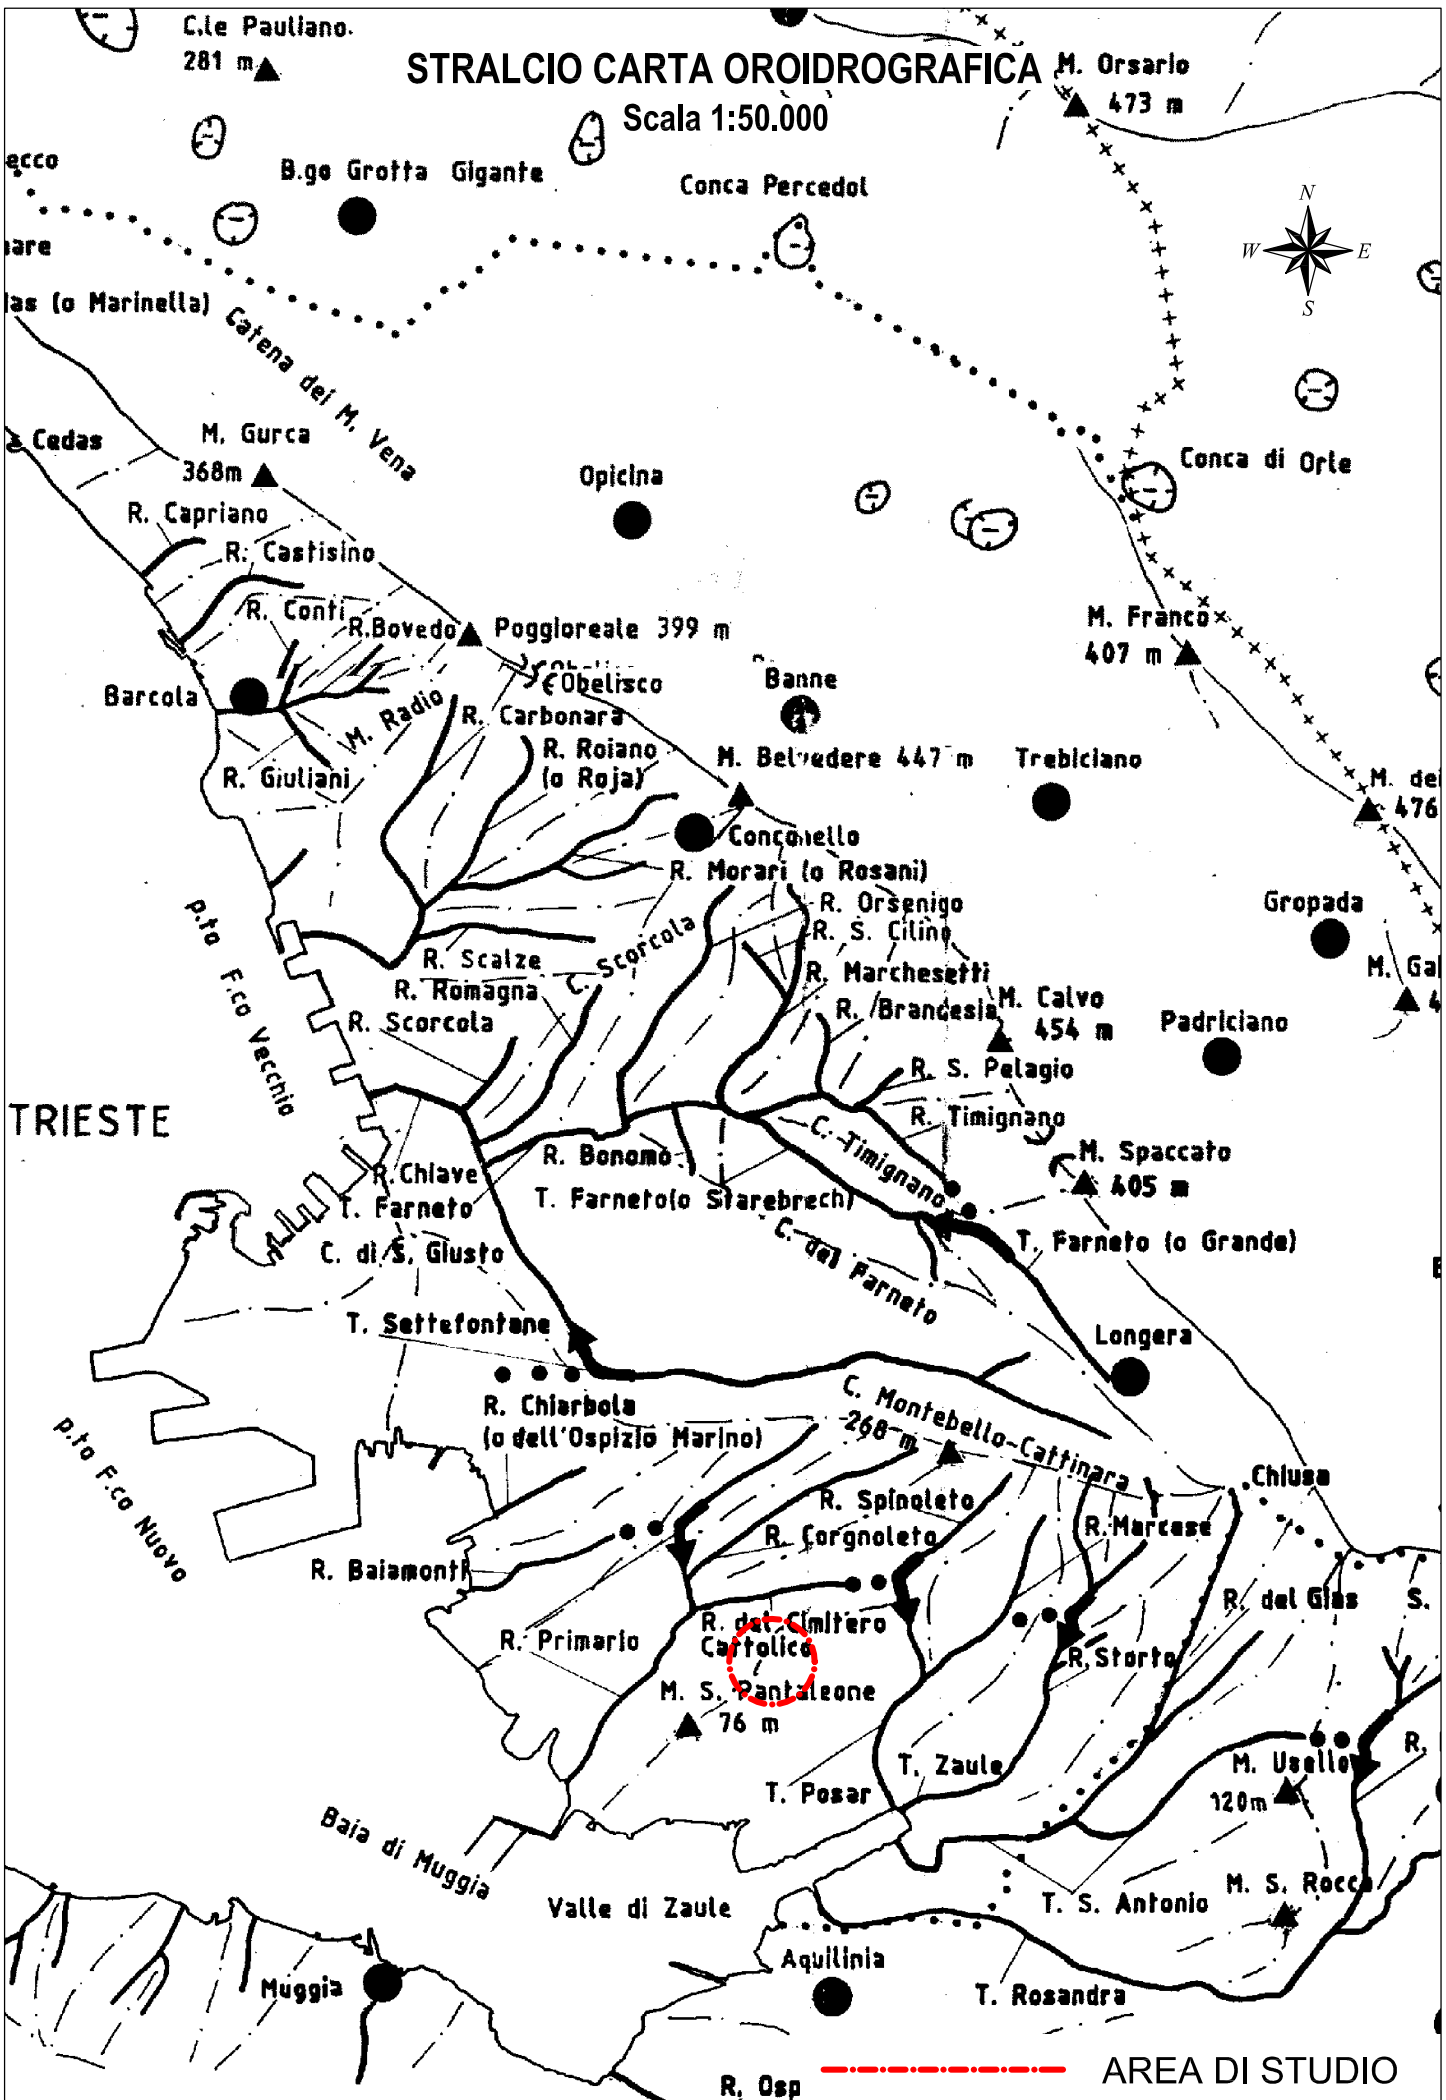 C.le Pauliano.
281 m
STRALCIO CARTA OROIDROGRAFICA
Scala 1:50.000
M. Orsario
473 m
ecco
B.go Grotta Gigante
Conca Percedol
N
W
E
S
Catena dei M. Vena
las (o Marinella)
Cedas
M. Gurca
368m
Opicina
Conca di Orle
R. Capriano
R. Castisino
R. Conti
R. Bovedo
Poggioreale 399 m
M. Franco
407 m
Obelisco
Banne
Barcola
M. Radio
R. Carbonara
R. Giuliani
R. Roiano
(o Roja)
M. Belvedere 447 m
Trebiciano
M. dei
476
Conconello
R. Morari (o Rosani)
R. Orsenigo
R. S. Cilino
Gropada
C. Scorcola
R. Scalze
R. Marchesetti
M. Ga
R. Romagna
R. Brandesia
M. Calvo
454 m
R. Scorcola
Padriciano
p.to F.co Vecchio
R. S. Pelagio
TRIESTE
R. Timignano
C. Timignano
R. Bonomo
M. Spaccato
405 m
R. Chiave
T. Farneto
T. Farneto (o Starebrech)
C. di S. Giusto
C. del Farneto
T. Farneto (o Grande)
T. Settefontane
Longera
R. Chiarbola
(o dell'Ospizio Marino)
C. Montebello-Cattinara
268 m
p.to F.co Nuovo
Chiusa
R. Spinoleto
R. Corgnoleto
R. Marcese
R. Baiamonti
R. del Gias
S.
R. Primario
R. del Cimitero
Cattolico
R. Storto
M. S. Pantaleone
76 m
T. Zaule
T. Posar
M. Usello
120m
R.
Baia di Muggia
Valle di Zaule
T. S. Antonio
M. S. Rocco
Aquilinia
Muggia
T. Rosandra
R. Osp
AREA DI STUDIO